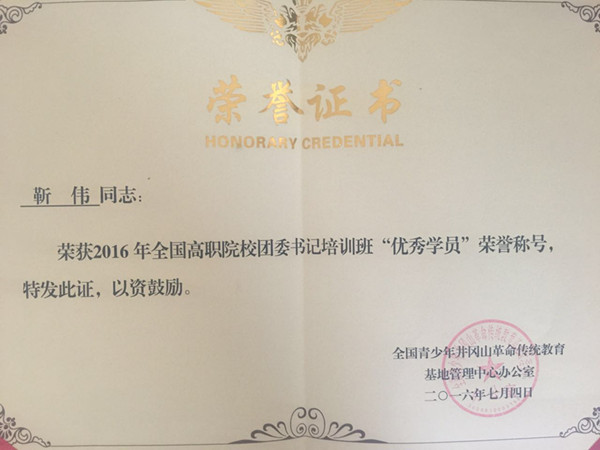 荣誉证书
HONORARY CREDENTIAL
靳 伟 同志：
荣获2016年全国高职院校团委书记培训班“优秀学员”荣誉称号，
特发此证，以资鼓励。
全国青少年井冈山革命传统教育
基地管理中心办公室
二〇一六年七月四日